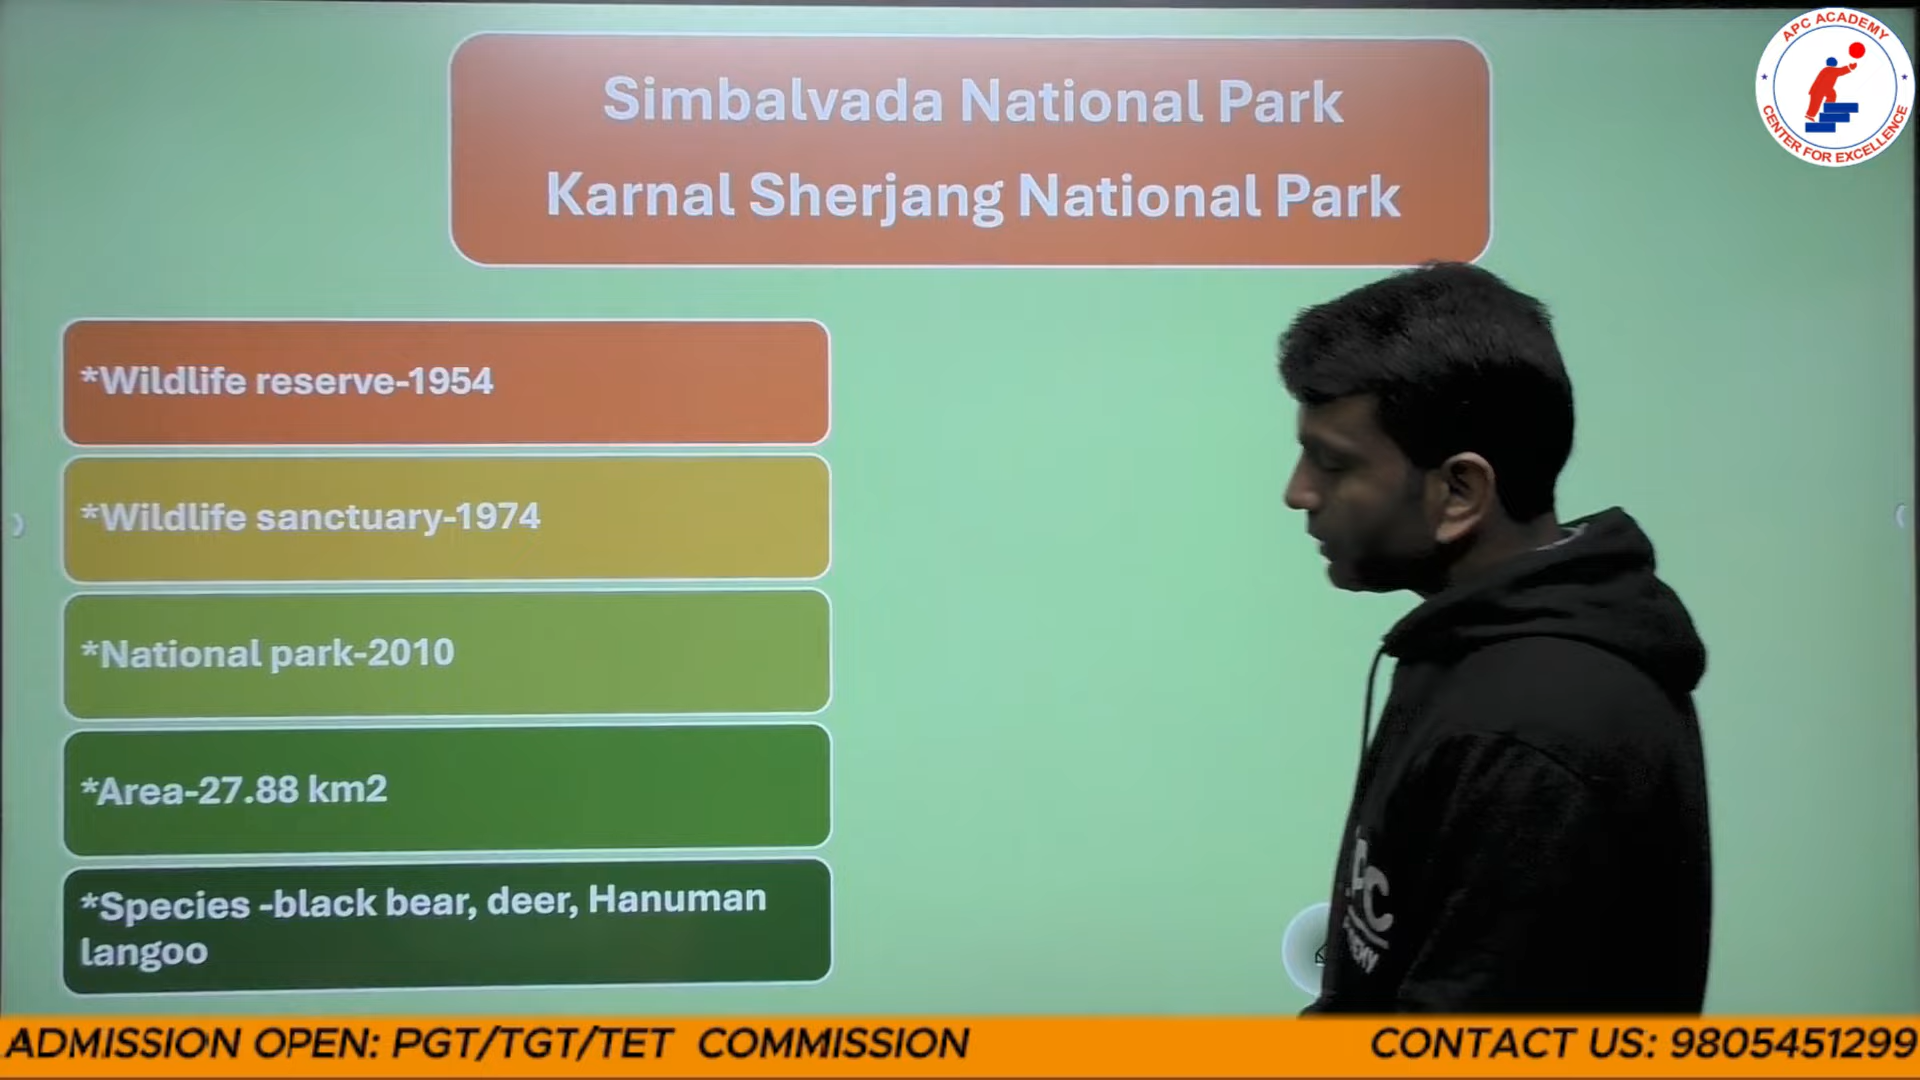 Simbalvada National Park
Karnal Sherjang National Park
*Wildlife reserve-1954
*Wildlife sanctuary-1974
*National park-2010
*Area-27.88 km2
*Species -black bear, deer, Hanuman
langoo
APC ACADEMY
CENTER FOR EXCELLENCE
ADMISSION OPEN: PGT/TGT/TET COMMISSION
CONTACT US: 9805451299